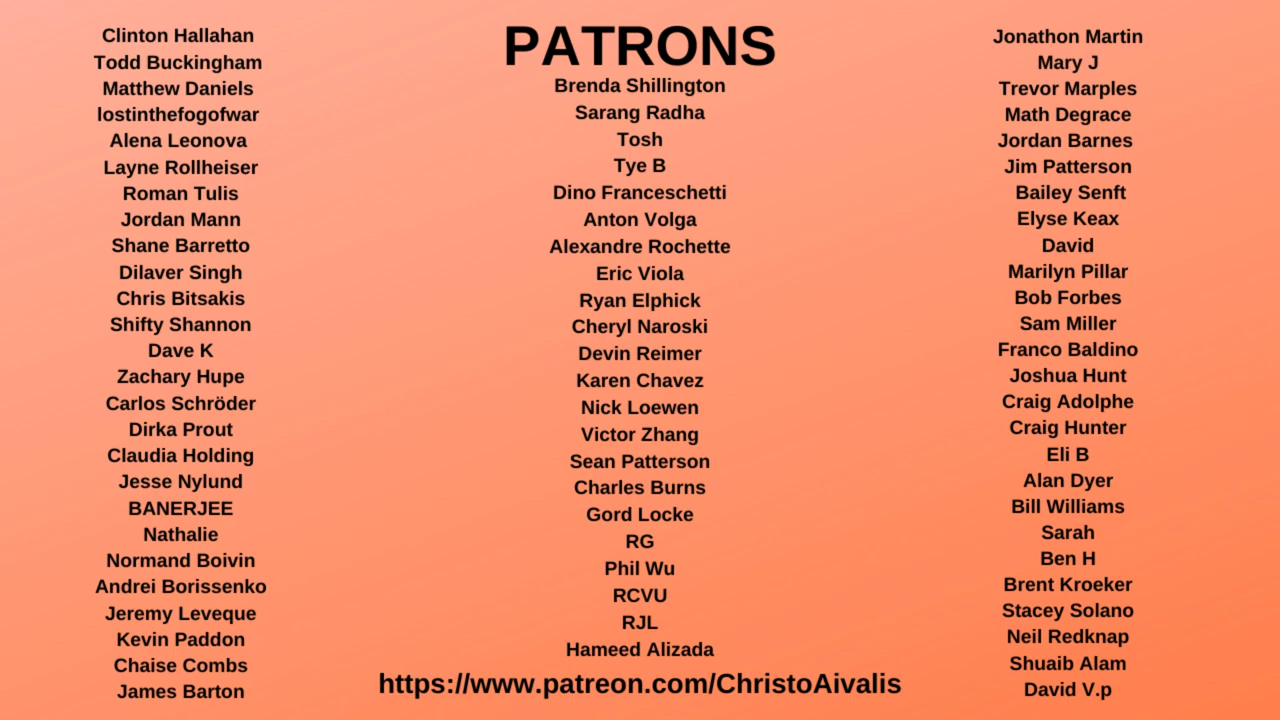 Clinton Hallahan
Todd Buckingham
Matthew Daniels
lostinthefogofwar
Alena Leonova
Layne Rollheiser
Roman Tulis
Jordan Mann
Shane Barretto
Dilaver Singh
Chris Bitsakis
Shifty Shannon
Dave K
Zachary Hupe
Carlos Schröder
Dirka Prout
Claudia Holding
Jesse Nylund
BANERJEE
Nathalie
Normand Boivin
Andrei Borissenko
Jeremy Leveque
Kevin Paddon
Chaise Combs
James Barton
PATRONS
Brenda Shillington
Sarang Radha
Tosh
Tye B
Dino Franceschetti
Anton Volga
Alexandre Rochette
Eric Viola
Ryan Elphick
Cheryl Naroski
Devin Reimer
Karen Chavez
Nick Loewen
Victor Zhang
Sean Patterson
Charles Burns
Gord Locke
RG
Phil Wu
RCVU
RJL
Hameed Alizada
https://www.patreon.com/ChristoAivalis
Jonathon Martin
Mary J
Trevor Marples
Math Degrace
Jordan Barnes
Jim Patterson
Bailey Senft
Elyse Keax
David
Marilyn Pillar
Bob Forbes
Sam Miller
Franco Baldino
Joshua Hunt
Craig Adolphe
Craig Hunter
Eli B
Alan Dyer
Bill Williams
Sarah
Ben H
Brent Kroeker
Stacey Solano
Neil Redknap
Shuaib Alam
David V.p